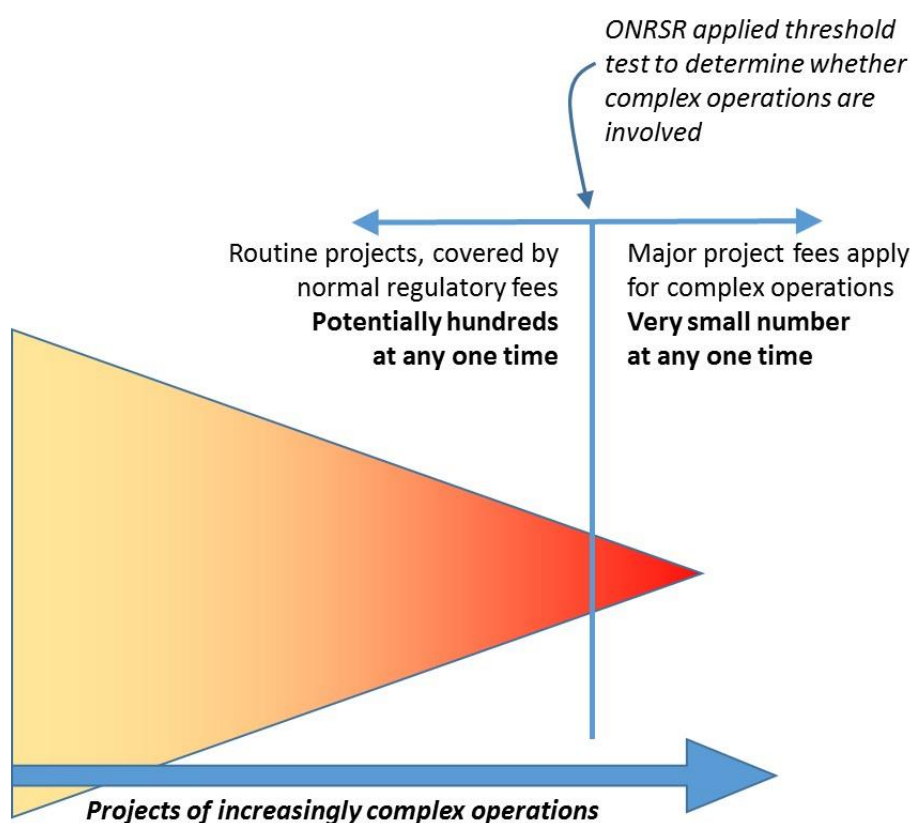 ONRSR applied threshold
test to determine whether
complex operations are
involved
Routine projects, covered by
normal regulatory fees
Potentially hundreds
at any one time
Major project fees apply
for complex operations
Very small number
at any one time
Projects of increasingly complex operations